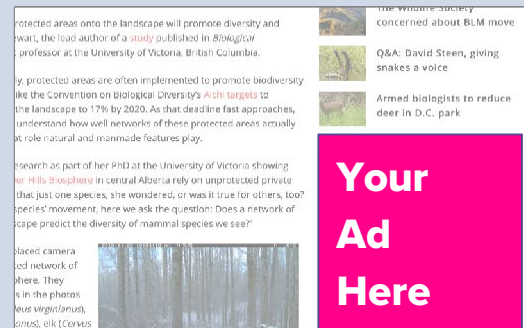 rotected areas onto the landscape will promote diversity and
wart, the lead author of a study published in Biological
professor at the University of Victoria, British Columbia.
ly, protected areas are often implemented to promote biodiversity
ike the Convention on Biological Diversity's Aichi targets to
the landscape to 17% by 2020. As that deadline fast approaches,
understand how well networks of these protected areas actually
at role natural and manmade features play.
esearch as part of her PhD at the University of Victoria showing
er Hills Biosphere in central Alberta rely on unprotected private
that just one species, she wondered, or was it true for others, too?
species' movement, here we ask the question: Does a network of
scape predict the diversity of mammal species we see?"
placed camera
ted network of
phere. They
s in the photos
leus virginianus),
anus), elk (Cervus
The Wildlife Society
concerned about BLM move
Q&A: David Steen, giving
snakes a voice
Armed biologists to reduce
deer in D.C. park
Your
Ad
Here